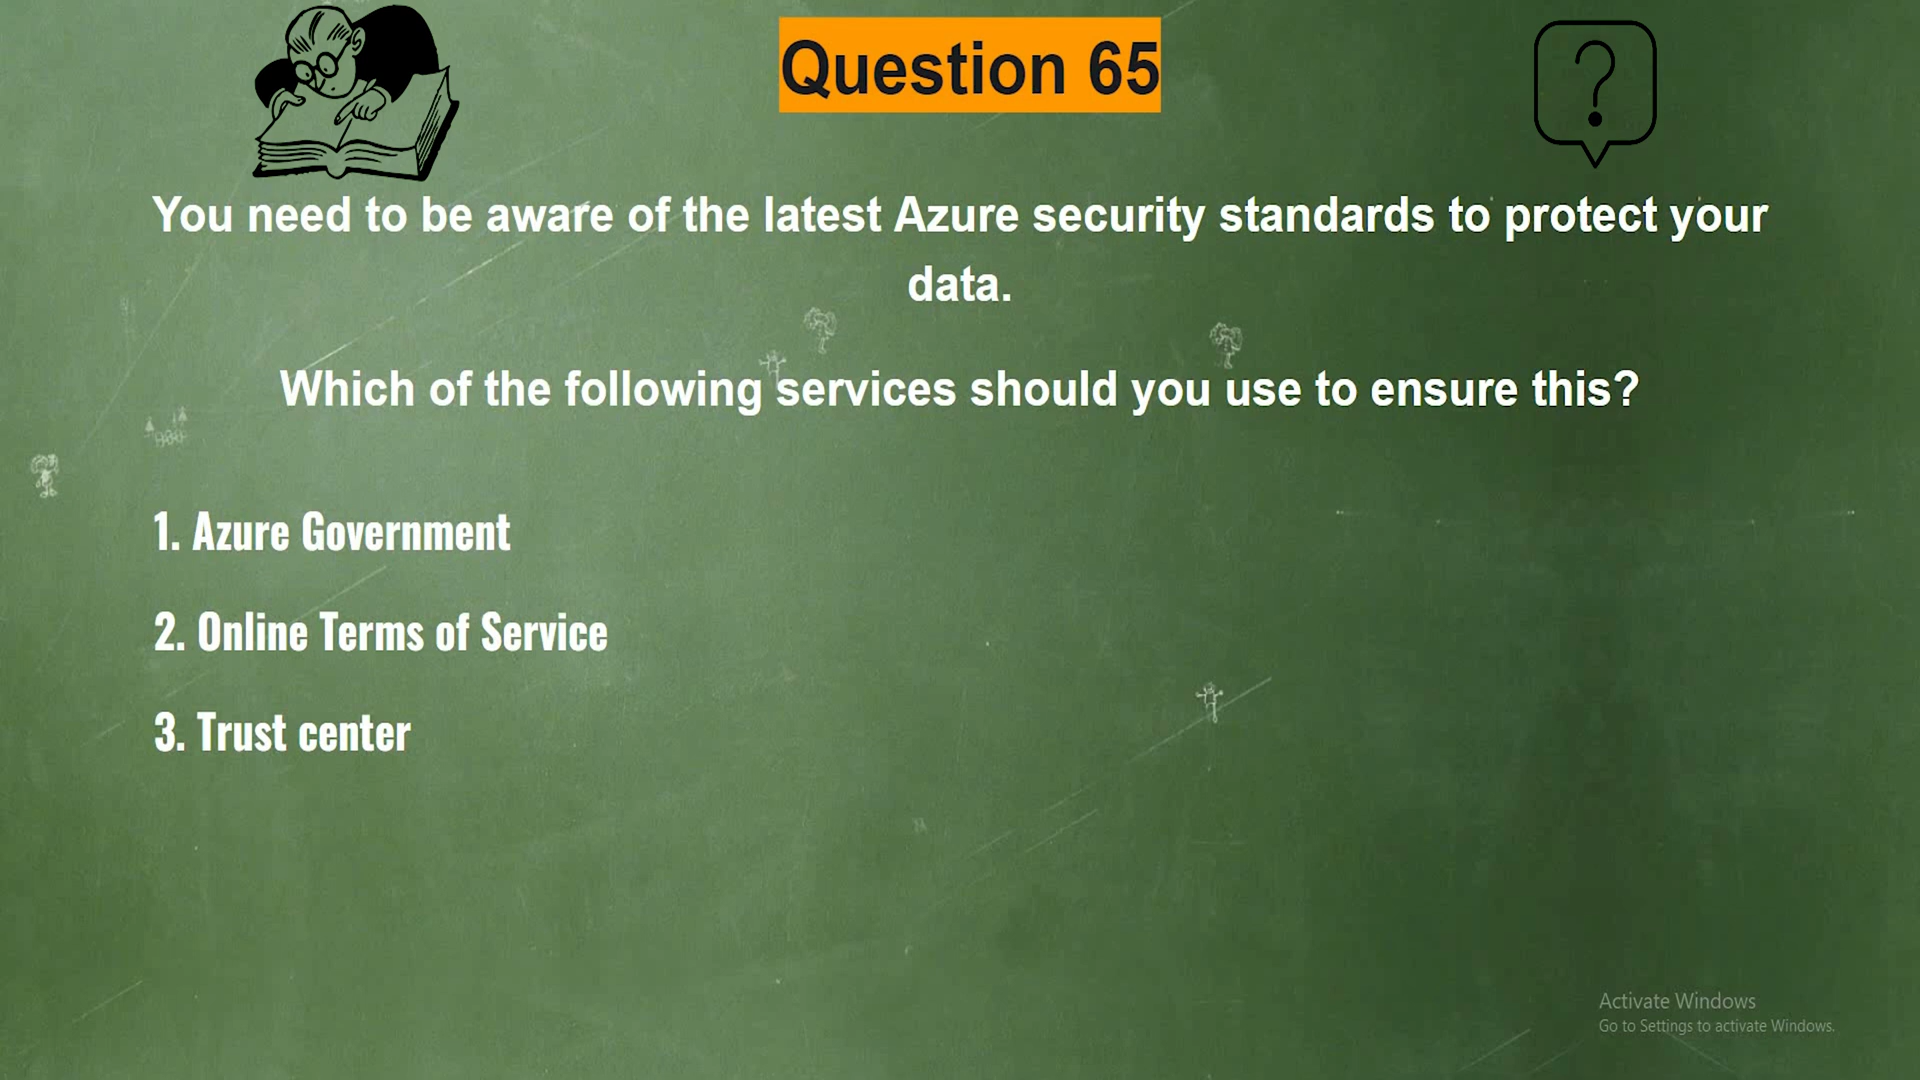 Question 65
You need to be aware of the latest Azure security standards to protect your
data.
Which of the following services should you use to ensure this?
1. Azure Government
2. Online Terms of Service
3. Trust center
Activate Windows
Go to Settings to activate Windows.